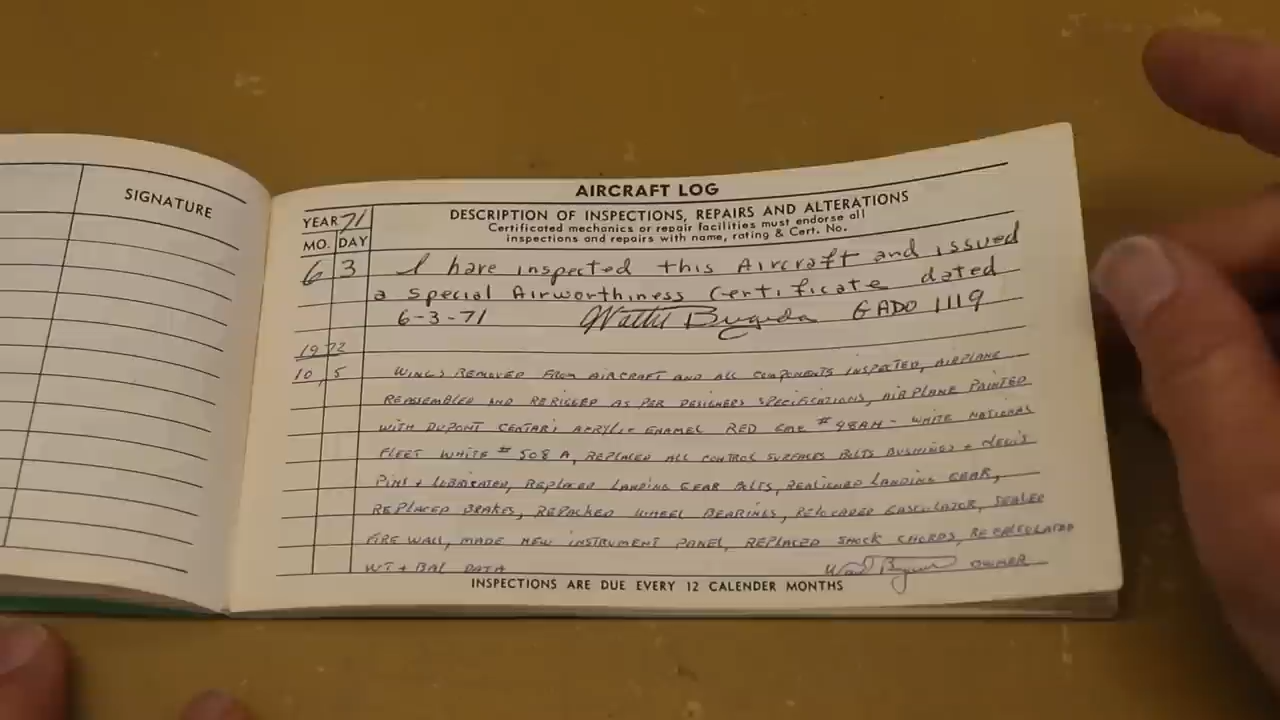 SIGNATURE
AIRCRAFT LOG
YEAR 71
DESCRIPTION OF INSPECTIONS, REPAIRS AND ALTERATIONS
Certificated mechanics or repair facilities must endorse all
inspections and repairs with name, rating & Cert. No.
MO. DAY
6 3 I have inspected this Aircraft and issued
a special Airworthiness Certificate dated
6-3-71 GADO 1119
1972
10 5 WINGS REMOVED FROM AIRCRAFT AND ALL COMPONENTS INSPECTED, AIRPLANE
REASSEMBLED AND RERIGGED AS PER DESIGNERS SPECIFICATIONS, AIRPLANE PAINTED
WITH DUPONT CENTARI ACRYLIC ENAMEL RED #98AH - WHITE NATIONAL
FLEET WHITE # 508 A, REPLACED ALL CONTROL SURFACES BOLTS BUSHINGS + CLEVIS
PINS + LUBRICATED, REPLACED LANDING GEAR BOLTS, REALIGNED LANDING GEAR,
REPLACED BRAKES, REPACKED WHEEL BEARINGS, GASCOLATOR, SEALED
FIRE WALL, MADE NEW INSTRUMENT PANEL, REPLACED SHOCK CHORDS, RECALCULATED
WT + BAL DATA OWNER
INSPECTIONS ARE DUE EVERY 12 CALENDER MONTHS